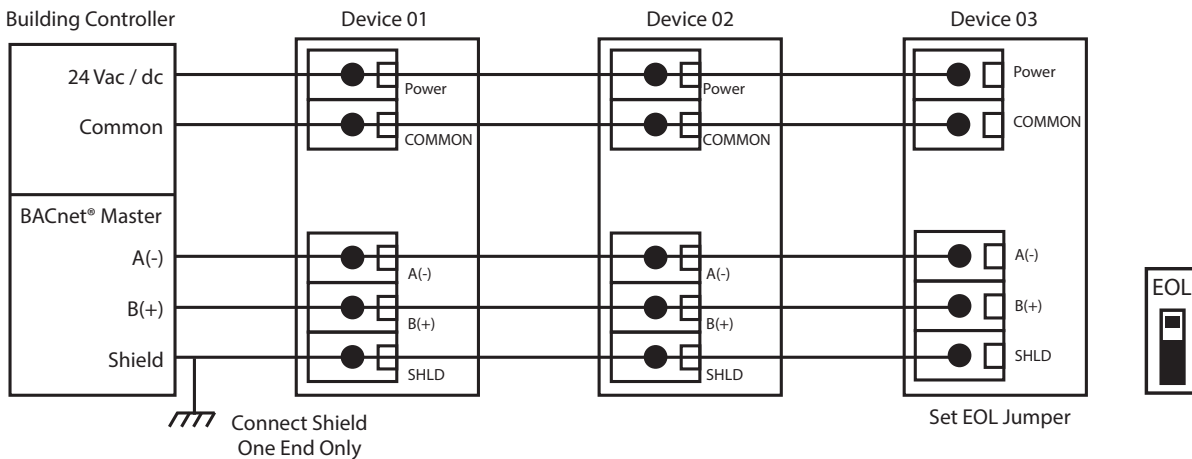 Building Controller
Device 01
Device 02
Device 03
24 Vac / dc
Power
Power
Power
Common
COMMON
COMMON
COMMON
BACnet® Master
A(-)
A(-)
A(-)
A(-)
B(+)
B(+)
B(+)
B(+)
EOL
Shield
SHLD
SHLD
SHLD
Connect Shield
One End Only
Set EOL Jumper